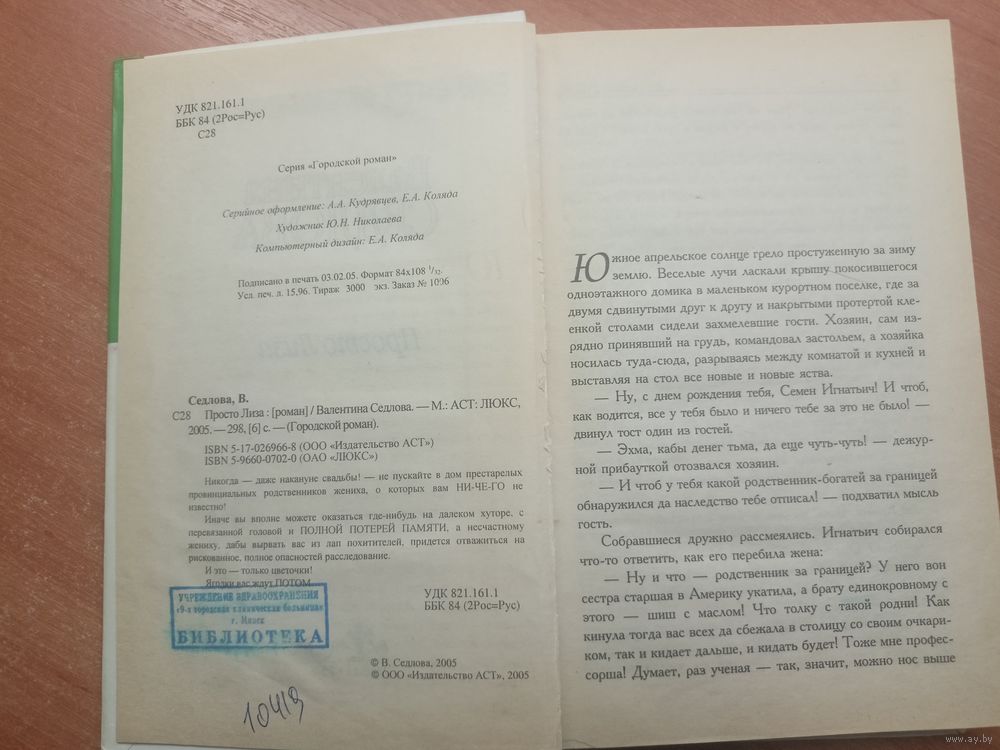 УДК 821.161.1
ББК 84 (2Рос=Рус)
С28
Серия «Городской роман»
Серийное оформление: А.А. Кудрявцев, Е.А. Коляда
Художник Ю.Н. Николаева
Компьютерный дизайн: Е.А. Коляда
Подписано в печать 03.02.05. Формат 84х108 1/32.
Усл. печ. л. 15,96. Тираж 3000 экз. Заказ № 1096
Седлова, В.
С28 Просто Лиза : [роман] / Валентина Седлова. — М.: АСТ: ЛЮКС,
2005. — 298, [6] с. — (Городской роман).
ISBN 5-17-026966-8 (ООО «Издательство АСТ»)
ISBN 5-9660-0702-0 (ОАО «ЛЮКС»)
Никогда — даже накануне свадьбы! — не пускайте в дом престарелых
провинциальных родственников жениха, о которых вам НИ-ЧЕ-ГО не
известно!
Иначе вы вполне можете оказаться где-нибудь на далеком хуторе, с
перевязанной головой и ПОЛНОЙ ПОТЕРЕЙ ПАМЯТИ, а несчастному
жениху, дабы вырвать вас из лап похитителей, придется отважиться на
рискованное, полное опасностей расследование.
И это — только цветочки!
Ягодки вас ждут ПОТОМ
УЧРЕЖДЕНИЕ ЗДРАВООХРАНЕНИЯ
«9-я городская клиническая больница»
г. Минск
БИБЛИОТЕКА
УДК 821.161.1
ББК 84 (2Рос=Рус)
© В. Седлова, 2005
© ООО «Издательство АСТ», 2005
10419
Южное апрельское солнце грело простуженную за зиму
землю. Веселые лучи ласкали крышу покосившегося
одноэтажного домика в маленьком курортном поселке, где за
двумя сдвинутыми друг к другу и накрытыми протертой кле-
енкой столами сидели захмелевшие гости. Хозяин, сам из-
рядно принявший на грудь, командовал застольем, а хозяйка
носилась туда-сюда, разрываясь между комнатой и кухней и
выставляя на стол все новые и новые яства.
— Ну, с днем рождения тебя, Семен Игнатьич! И чтоб,
как водится, все у тебя было и ничего тебе за это не было! —
двинул тост один из гостей.
— Эхма, кабы денег тьма, да еще чуть-чуть! — дежур-
ной прибауткой отозвался хозяин.
— И чтоб у тебя какой родственник-богатей за границей
обнаружился да наследство тебе отписал! — подхватил мысль
гость.
Собравшиеся дружно рассмеялись. Игнатьич собирался
что-то ответить, как его перебила жена:
— Ну и что — родственник за границей? У него вон
сестра старшая в Америку укатила, а брату единокровному с
этого — шиш с маслом! Что толку с такой родни! Как
кинула тогда вас всех да сбежала в столицу со своим очкари-
ком, так и кидает дальше, и кидать будет! Тоже мне профес-
сорша! Думает, раз ученая — так, значит, можно нос выше
www.ay.by